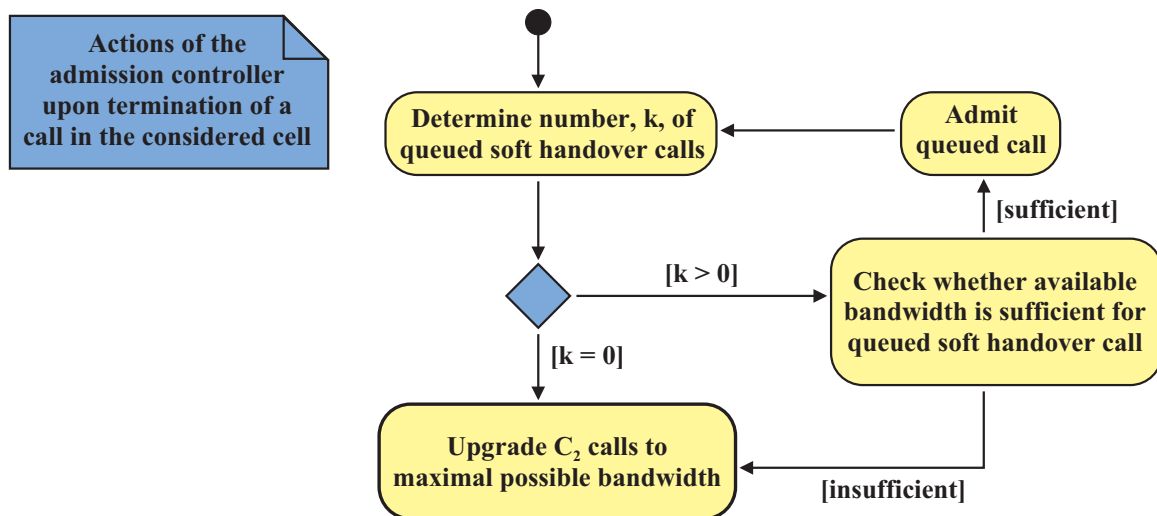 Actions of the
admission controller
upon termination of a
call in the considered cell
Determine number, k, of
queued soft handover calls
Admit
queued call
[sufficient]
[k > 0]
Check whether available
bandwidth is sufficient for
queued soft handover call
[k = 0]
Upgrade C₂ calls to
maximal possible bandwidth
[insufficient]